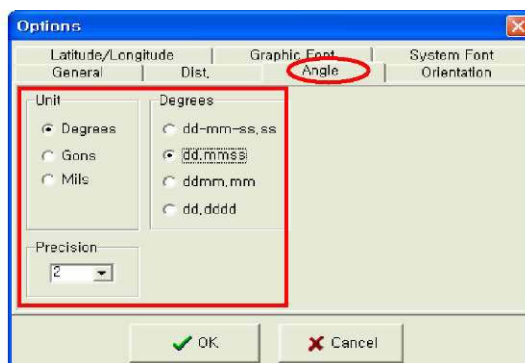 Options
Latitude/Longitude Graphic Font System Font
General Dist. Angle Orientation
Unit
Degrees
Gons
Mils
Degrees
dd-mm-ss.ss
dd.mmss
ddmm.mm
dd.dddd
Precision
2
OK
Cancel